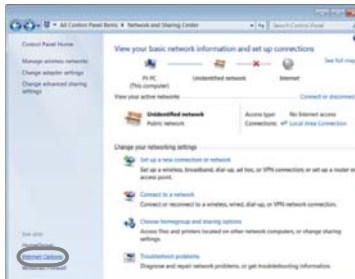 All Control Panel Items ▸ Network and Sharing Center
Search Control Panel
Control Panel Home
Manage wireless networks
Change adapter settings
Change advanced sharing
settings
View your basic network information and set up connections
See full map
PI-PC
(This computer)
Unidentified network
Internet
View your active networks
Connect or disconnect
Unidentified network
Public network
Access type: No Internet access
Connections: Local Area Connection
Change your networking settings
Set up a new connection or network
Set up a wireless, broadband, dial-up, ad hoc, or VPN connection; or set up a router or
access point.
Connect to a network
Connect or reconnect to a wireless, wired, dial-up, or VPN network connection.
Choose homegroup and sharing options
Access files and printers located on other network computers, or change sharing
settings.
Troubleshoot problems
Diagnose and repair network problems, or get troubleshooting information.
See also
HomeGroup
Internet Options
Windows Firewall